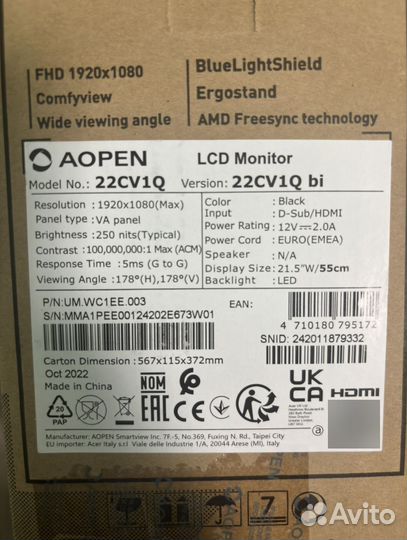 FHD 1920x1080
Comfyview
Wide viewing angle
BlueLightShield
Ergostand
AMD Freesync technology
AOPEN LCD Monitor
Model No.: 22CV1Q Version: 22CV1Q bi
Resolution : 1920x1080(Max)
Panel type : VA panel
Brightness : 250 nits(Typical)
Contrast : 100,000,000:1 Max (ACM)
Response Time : 5ms (G to G)
Viewing Angle : 178°(H), 178°(V)
Color : Black
Input : D-Sub/HDMI
Power Rating : 12V⎓2.0A
Power Cord : EURO(EMEA)
Speaker : N/A
Display Size : 21.5"W/55cm
Backlight : LED
P/N:UM.WC1EE.003
S/N:MMA1PEE00124202E673W01
EAN:
4 710180 795172
SNID: 242011879332
Carton Dimension : 567x115x372mm
Oct 2022
Made in China
20
PAP
NOM
EAC
CE
UK
CA
HDMI
Manufacturer: AOPEN Smartview Inc. 7F.-5, No.369, Fuxing N. Rd., Taipei City
EU importer: Acer Italy s.r.l. Viale delle Industrie 1/A, 20044 Arese (MI), Italy
7
Avito